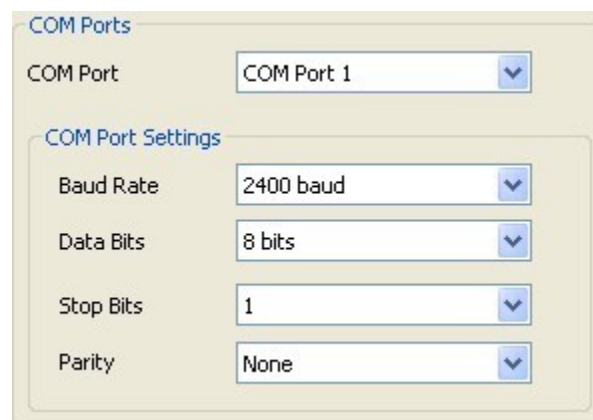 COM Ports
COM Port COM Port 1
COM Port Settings
Baud Rate 2400 baud
Data Bits 8 bits
Stop Bits 1
Parity None